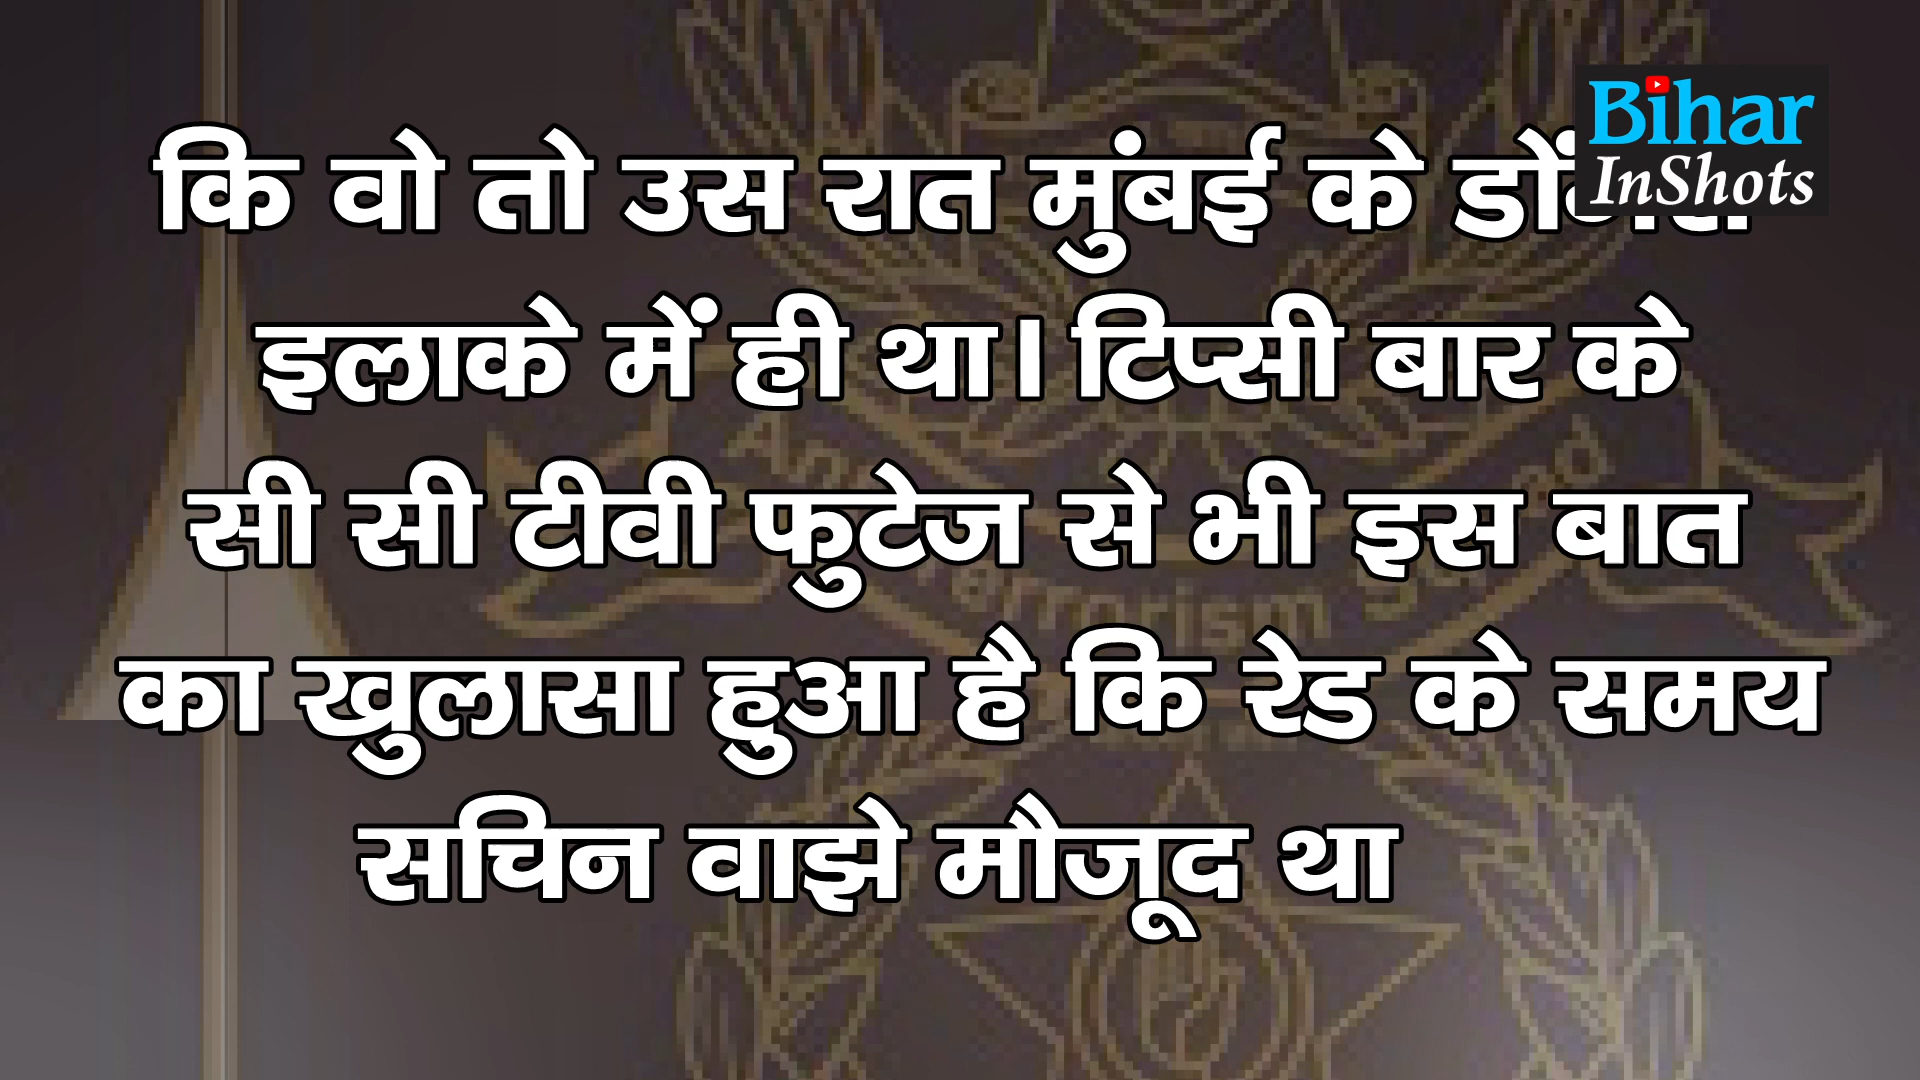 Bihar
InShots
कि वो तो उस रात मुंबई के
इलाके में ही था। टिप्सी बार के
सी सी टीवी फुटेज से भी इस बात
का खुलासा हुआ है कि रेड के समय
सचिन वाझे मौजूद था